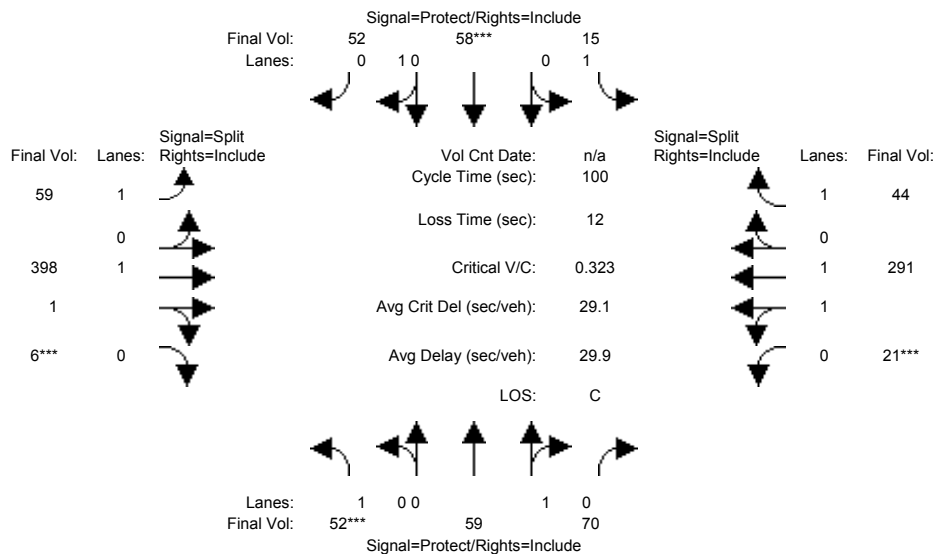 Signal=Protect/Rights=Include
Final Vol: 52 58*** 15
Lanes: 0 1 0 0 1
Signal=Split Signal=Split
Final Vol: Lanes: Rights=Include Vol Cnt Date: n/a Rights=Include Lanes: Final Vol:
Cycle Time (sec): 100
59 1 1 44
Loss Time (sec): 12
0 0
398 1 Critical V/C: 0.323 1 291
1 Avg Crit Del (sec/veh): 29.1 1
6*** 0 Avg Delay (sec/veh): 29.9 0 21***
LOS: C
Lanes: 1 0 0 1 0
Final Vol: 52*** 59 70
Signal=Protect/Rights=Include